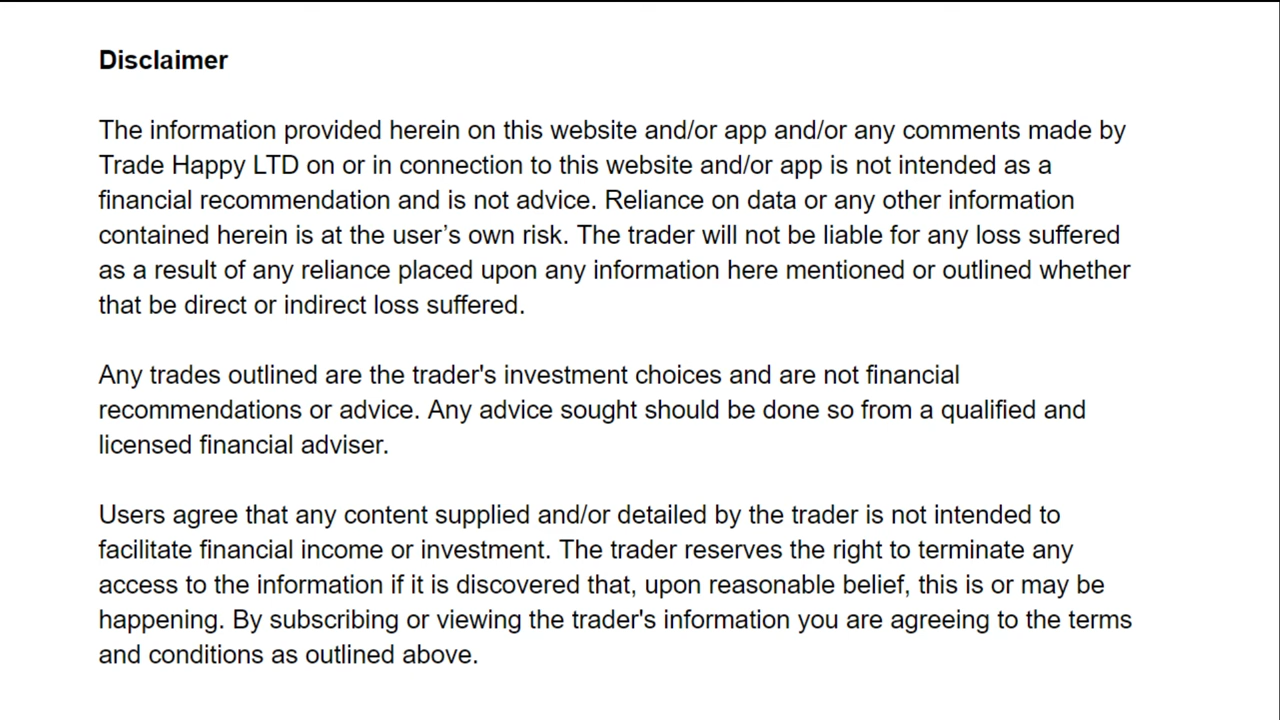 Disclaimer
The information provided herein on this website and/or app and/or any comments made by
Trade Happy LTD on or in connection to this website and/or app is not intended as a
financial recommendation and is not advice. Reliance on data or any other information
contained herein is at the user’s own risk. The trader will not be liable for any loss suffered
as a result of any reliance placed upon any information here mentioned or outlined whether
that be direct or indirect loss suffered.
Any trades outlined are the trader's investment choices and are not financial
recommendations or advice. Any advice sought should be done so from a qualified and
licensed financial adviser.
Users agree that any content supplied and/or detailed by the trader is not intended to
facilitate financial income or investment. The trader reserves the right to terminate any
access to the information if it is discovered that, upon reasonable belief, this is or may be
happening. By subscribing or viewing the trader's information you are agreeing to the terms
and conditions as outlined above.